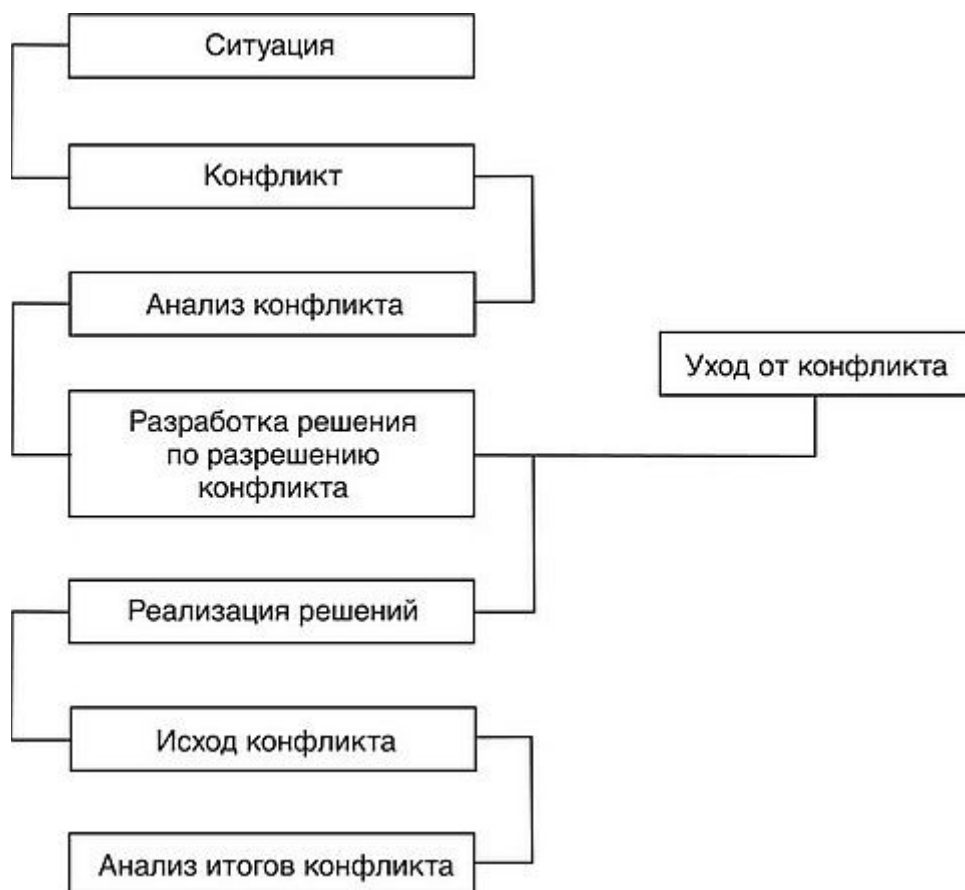 Ситуация
Конфликт
Анализ конфликта
Уход от конфликта
Разработка решения
по разрешению
конфликта
Реализация решений
Исход конфликта
Анализ итогов конфликта